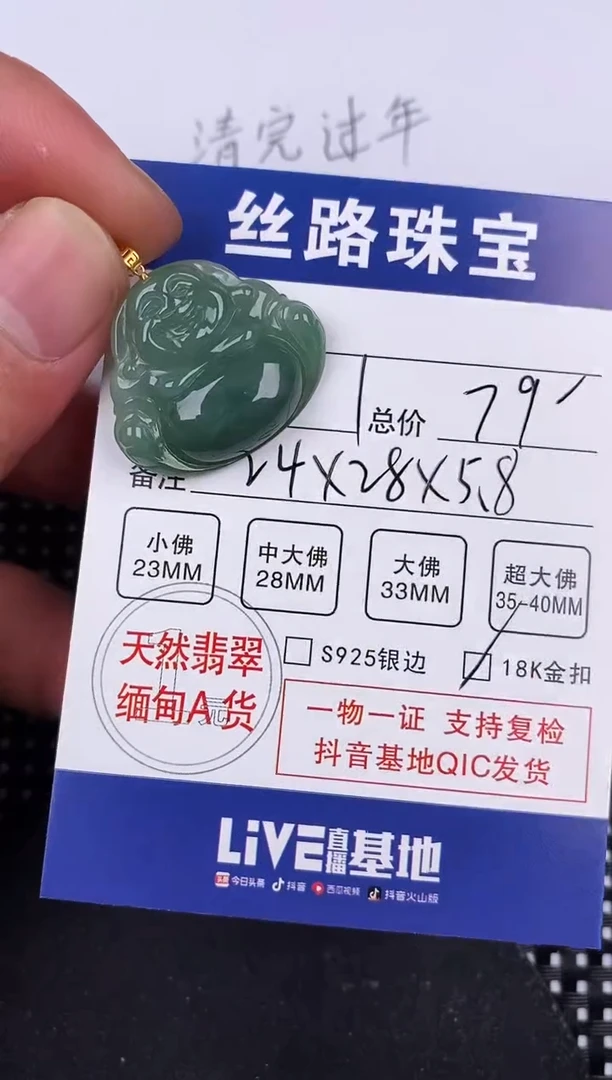 清完过年
丝路珠宝
总价 79
备注 24X28X5.8
小佛 中大佛 大佛 超大佛
23MM 28MM 33MM 35-40MM
天然翡翠
缅甸A货
S925银边 18K金扣
一物一证 支持复检
抖音基地QIC发货
LiVE直播基地
头条 今日头条 抖音 西瓜视频 抖音火山版